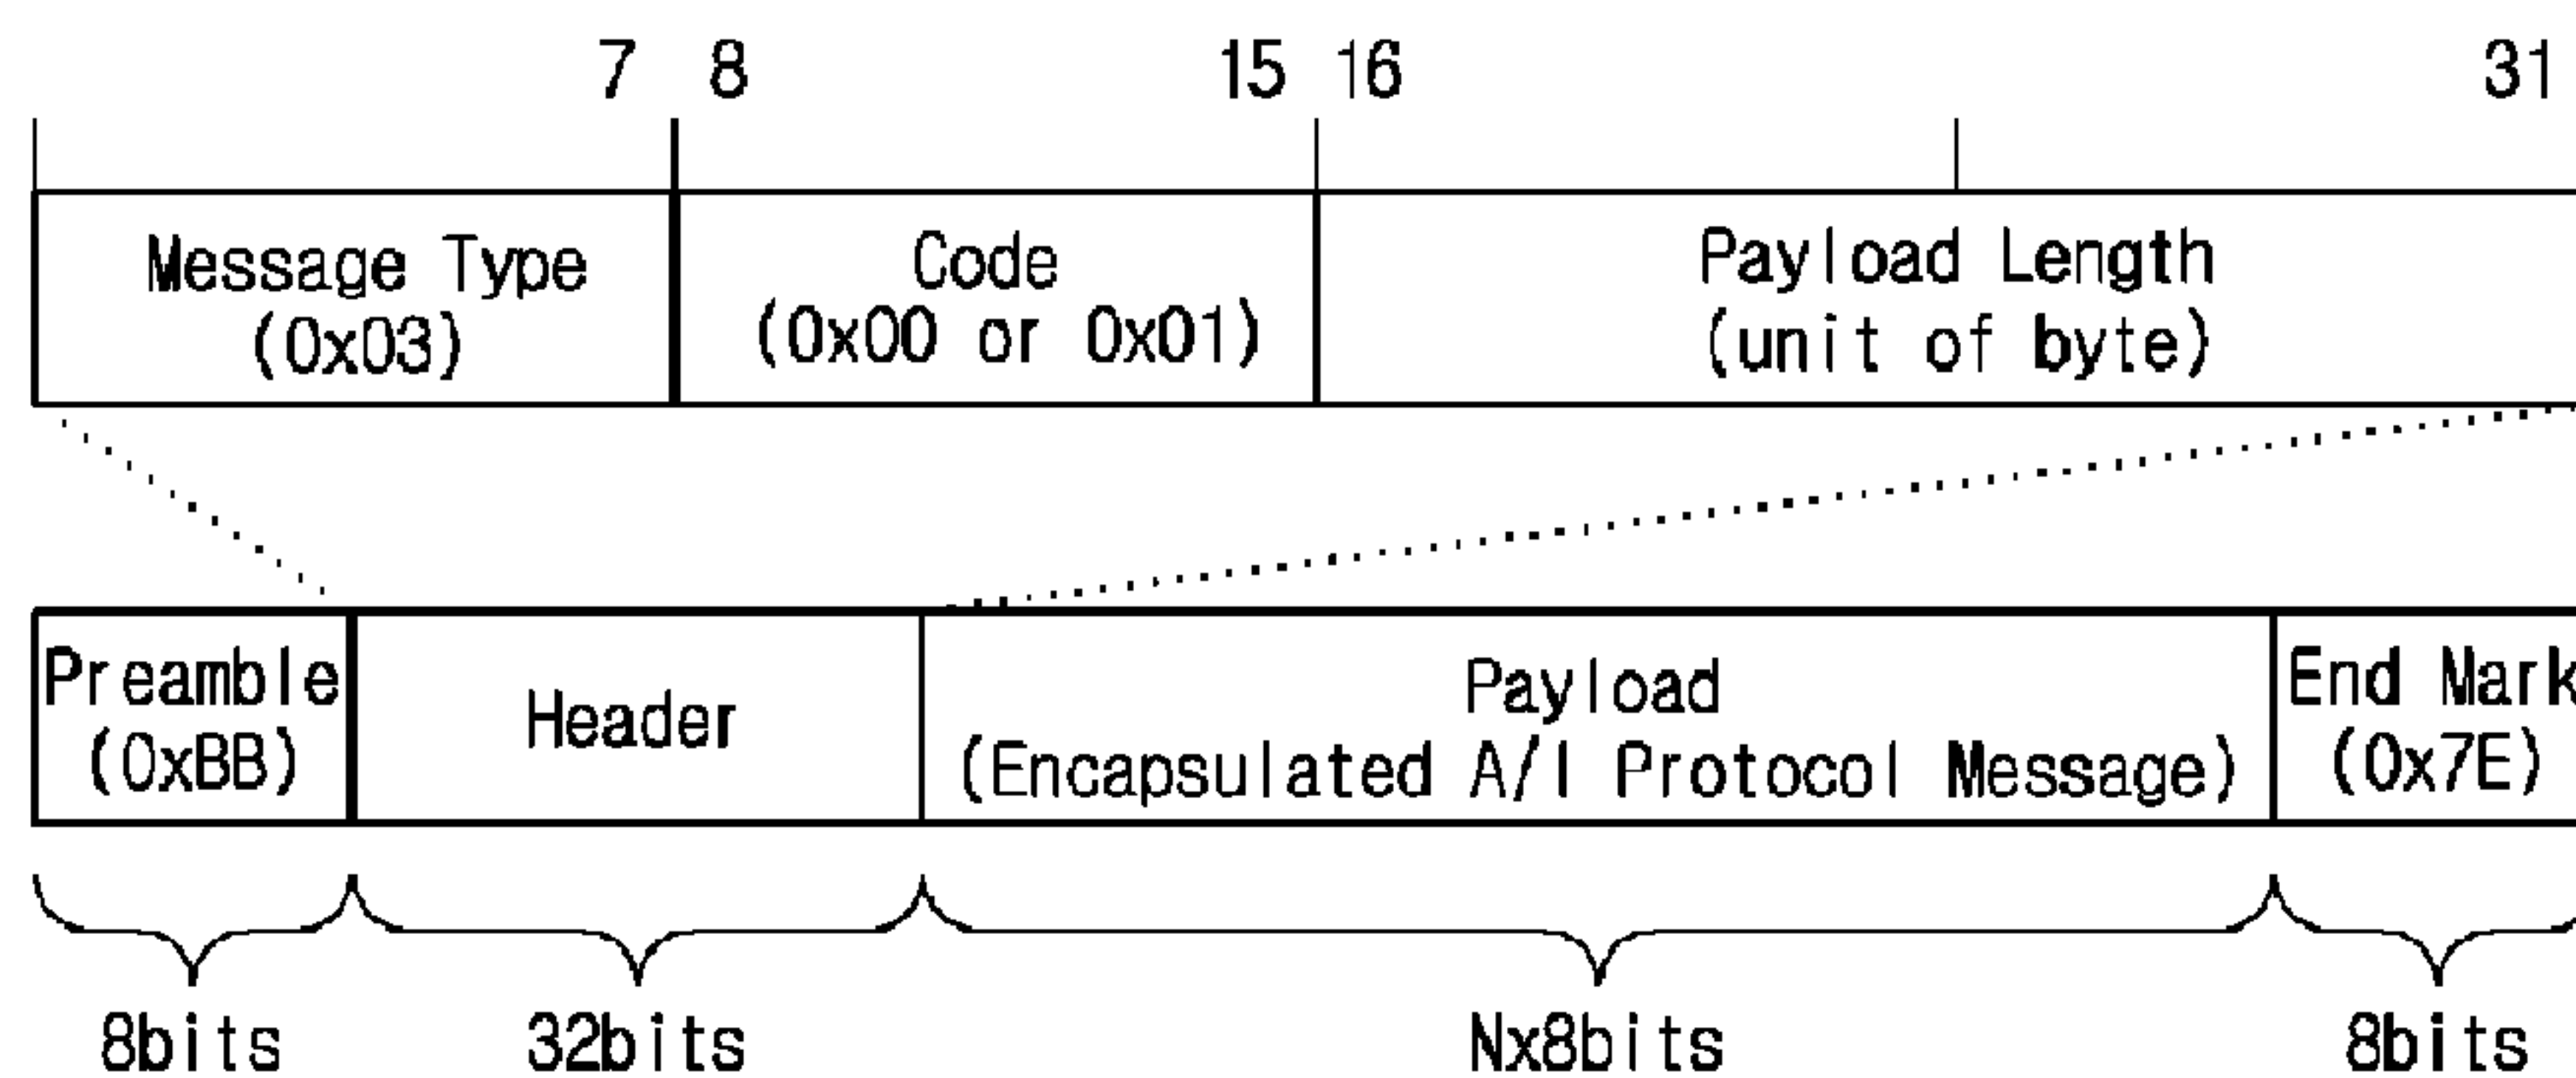 7 8 15 16 31
Message Type Code Payload Length
(0x03) (0x00 or 0x01) (unit of byte)
Preamble Header Payload End Mark
(0xBB) (Encapsulated A/I Protocol Message) (0x7E)
8bits 32bits Nx8bits 8bits